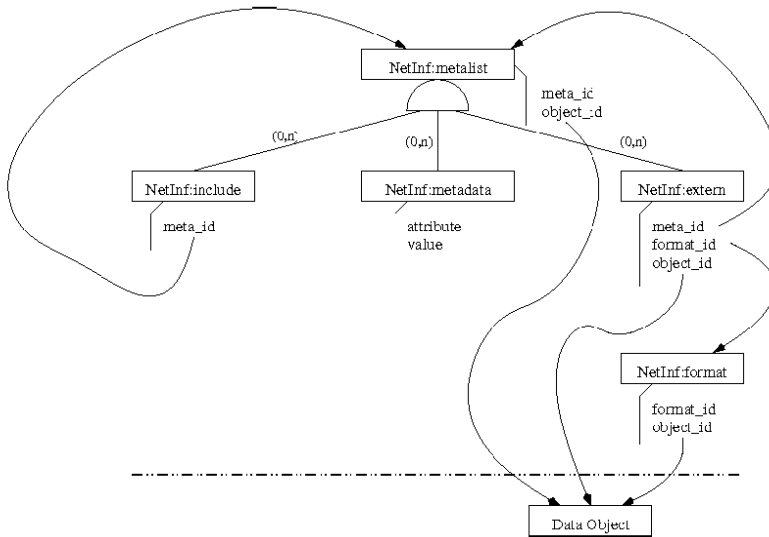 NetInf:metalist
meta_id
object_id
(0,n)
(0,n)
(0,n)
NetInf:include
NetInf:metadata
NetInf:extern
meta_id
attribute
value
meta_id
format_id
object_id
NetInf:format
format_id
object_id
Data Object